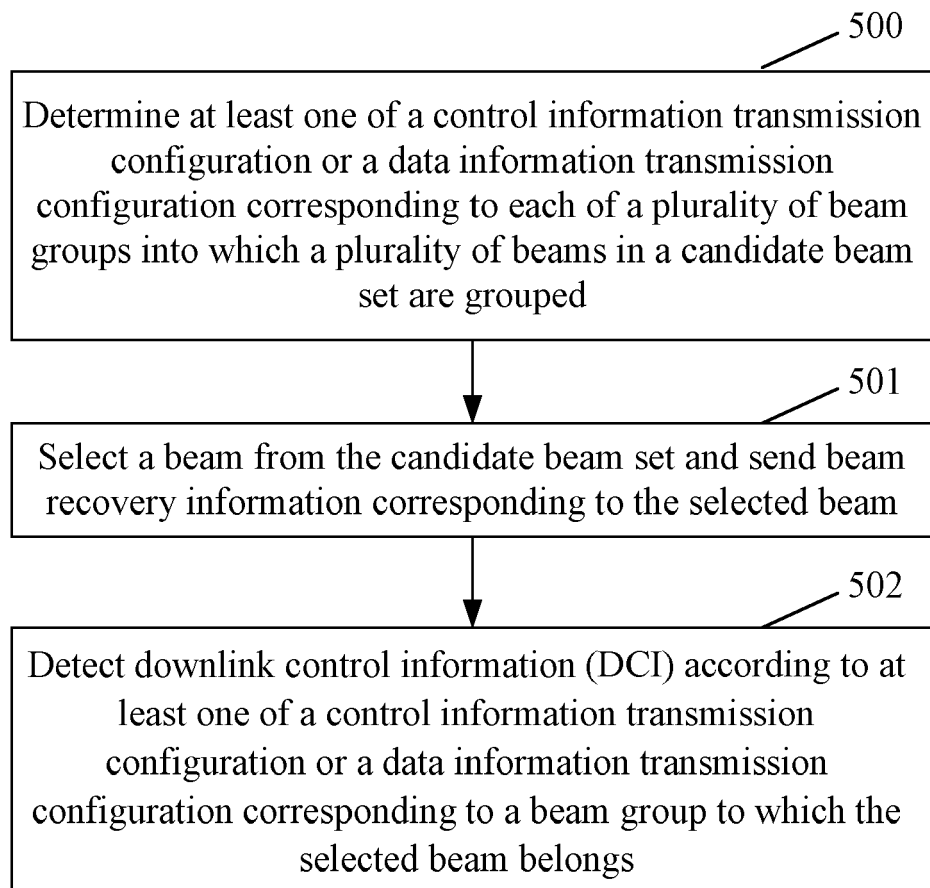 500
Determine at least one of a control information transmission
configuration or a data information transmission
configuration corresponding to each of a plurality of beam
groups into which a plurality of beams in a candidate beam
set are grouped
501
Select a beam from the candidate beam set and send beam
recovery information corresponding to the selected beam
502
Detect downlink control information (DCI) according to at
least one of a control information transmission
configuration or a data information transmission
configuration corresponding to a beam group to which the
selected beam belongs